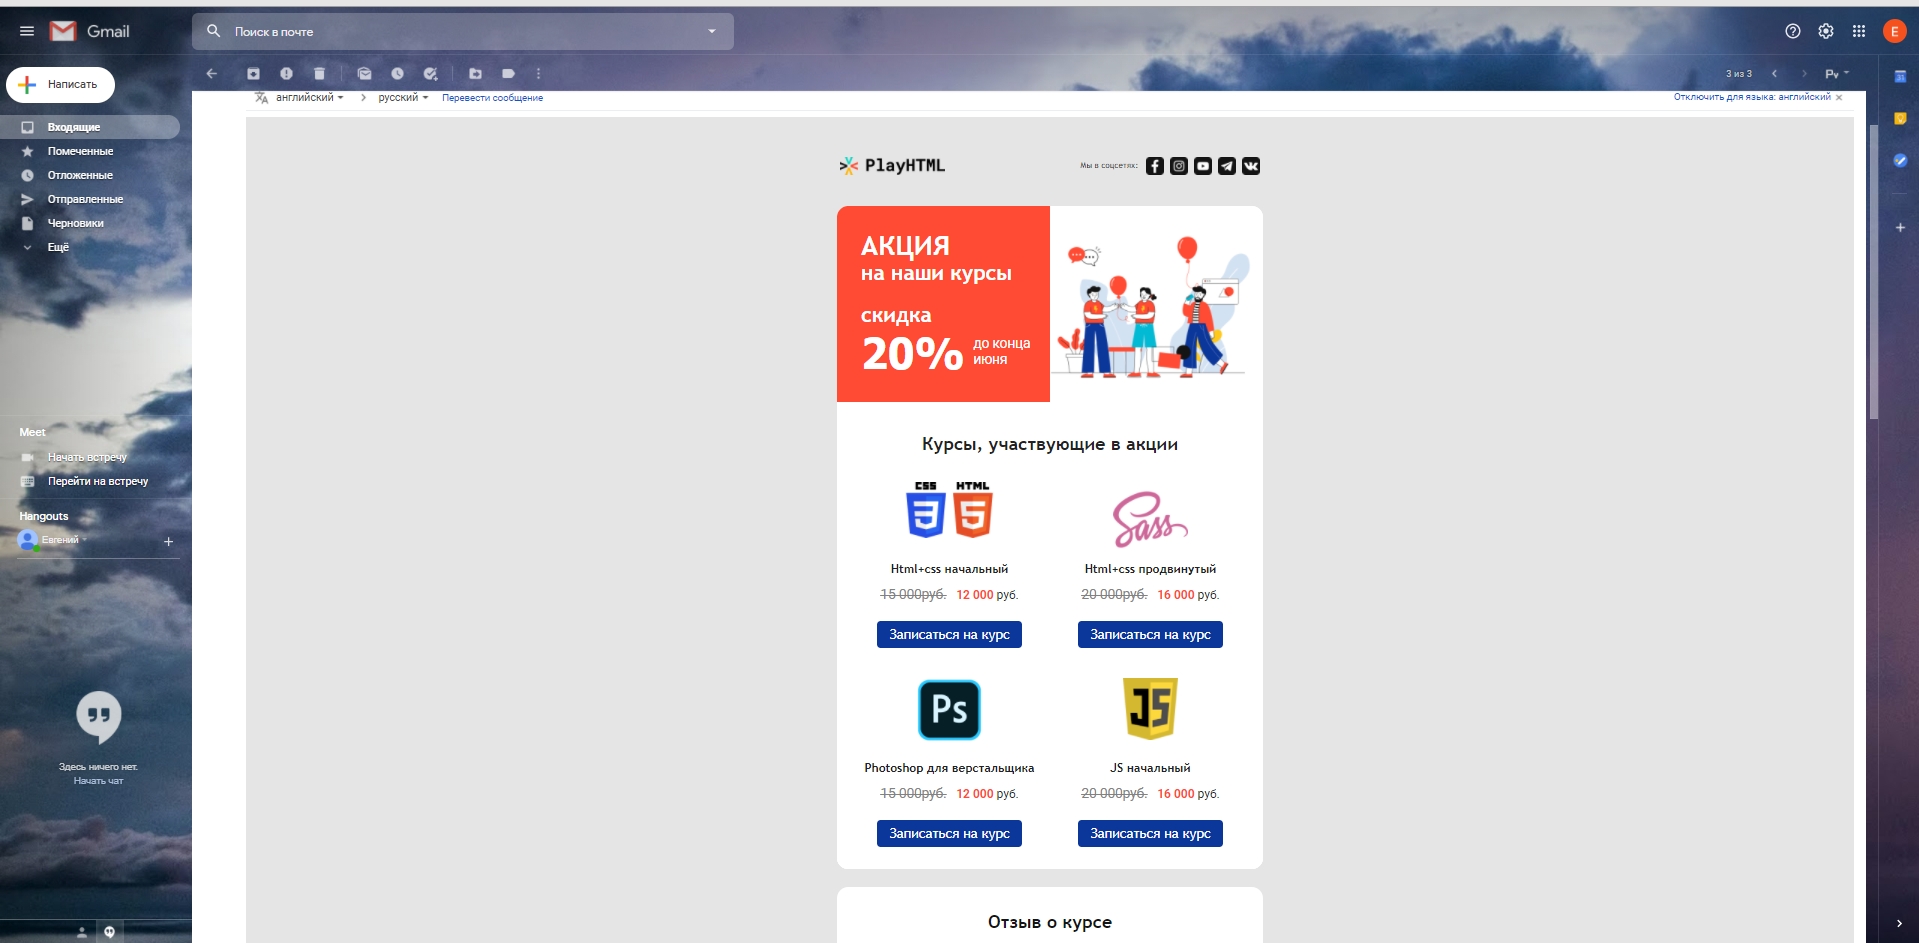 Gmail
Поиск в почте
E
Написать
3 из 3
английский
русский
Перевести сообщение
Отключить для языка: английский
Входящие
Помеченные
Отложенные
Отправленные
Черновики
Ещё
Meet
Начать встречу
Перейти на встречу
Hangouts
Евгений
Здесь ничего нет.
Начать чат
PlayHTML
Мы в соцсетях:
АКЦИЯ
на наши курсы
скидка
20% до конца
июня
Курсы, участвующие в акции
CSS HTML
3 5
Sass
Html+css начальный
Html+css продвинутый
15 000руб. 12 000 руб.
20 000руб. 16 000 руб.
Записаться на курс
Записаться на курс
Ps
JS
Photoshop для верстальщика
JS начальный
15 000руб. 12 000 руб.
20 000руб. 16 000 руб.
Записаться на курс
Записаться на курс
Отзыв о курсе